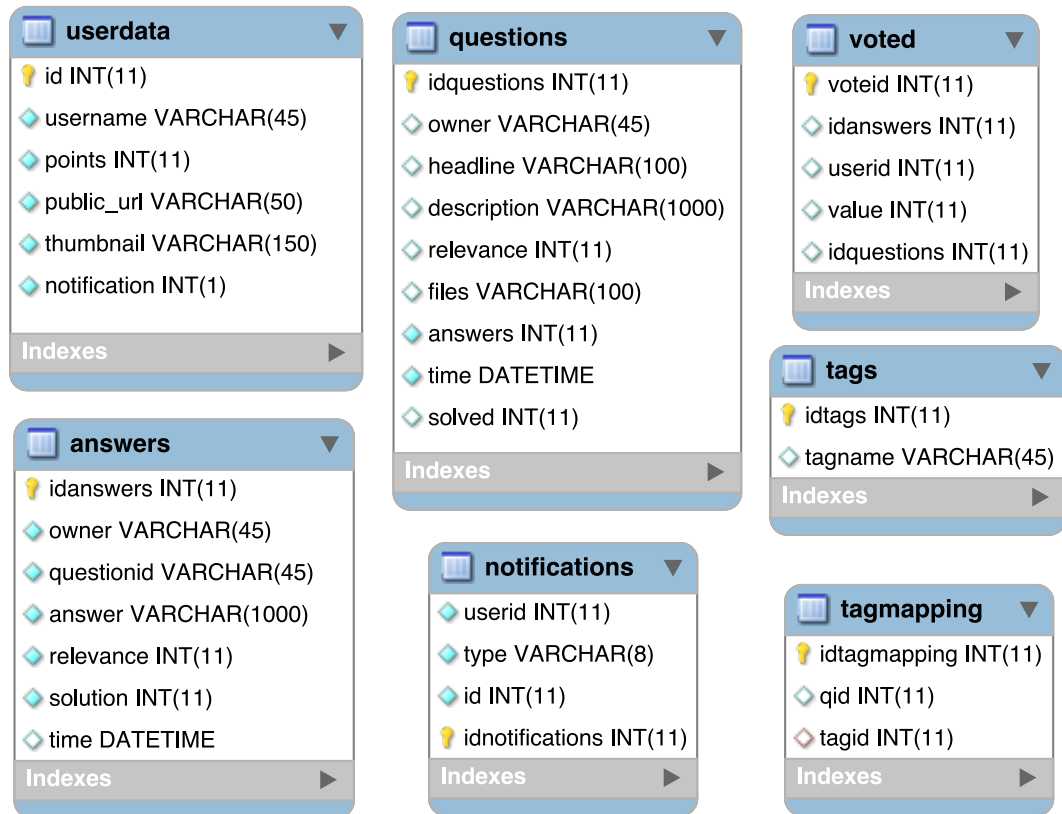 userdata
id INT(11)
username VARCHAR(45)
points INT(11)
public_url VARCHAR(50)
thumbnail VARCHAR(150)
notification INT(1)
Indexes
answers
idanswers INT(11)
owner VARCHAR(45)
questionid VARCHAR(45)
answer VARCHAR(1000)
relevance INT(11)
solution INT(11)
time DATETIME
Indexes
questions
idquestions INT(11)
owner VARCHAR(45)
headline VARCHAR(100)
description VARCHAR(1000)
relevance INT(11)
files VARCHAR(100)
answers INT(11)
time DATETIME
solved INT(11)
Indexes
notifications
userid INT(11)
type VARCHAR(8)
id INT(11)
idnotifications INT(11)
Indexes
voted
voteid INT(11)
idanswers INT(11)
userid INT(11)
value INT(11)
idquestions INT(11)
Indexes
tags
idtags INT(11)
tagname VARCHAR(45)
Indexes
tagmapping
idtagmapping INT(11)
qid INT(11)
tagid INT(11)
Indexes